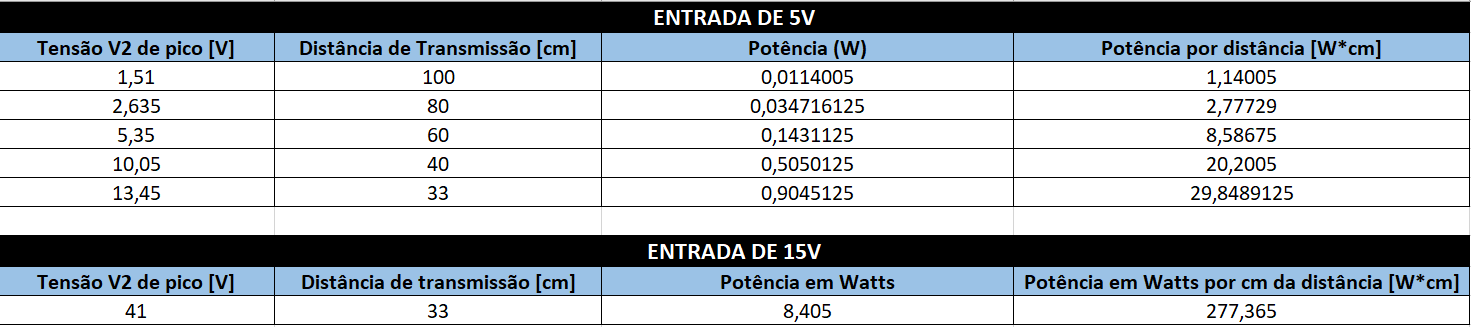 ENTRADA DE 5V
Tensão V2 de pico [V] Distância de Transmissão [cm] Potência (W) Potência por distância [W*cm]
1,51 100 0,0114005 1,14005
2,635 80 0,034716125 2,77729
5,35 60 0,1431125 8,58675
10,05 40 0,5050125 20,2005
13,45 33 0,9045125 29,8489125
ENTRADA DE 15V
Tensão V2 de pico [V] Distância de transmissão [cm] Potência em Watts Potência em Watts por cm da distância [W*cm]
41 33 8,405 277,365